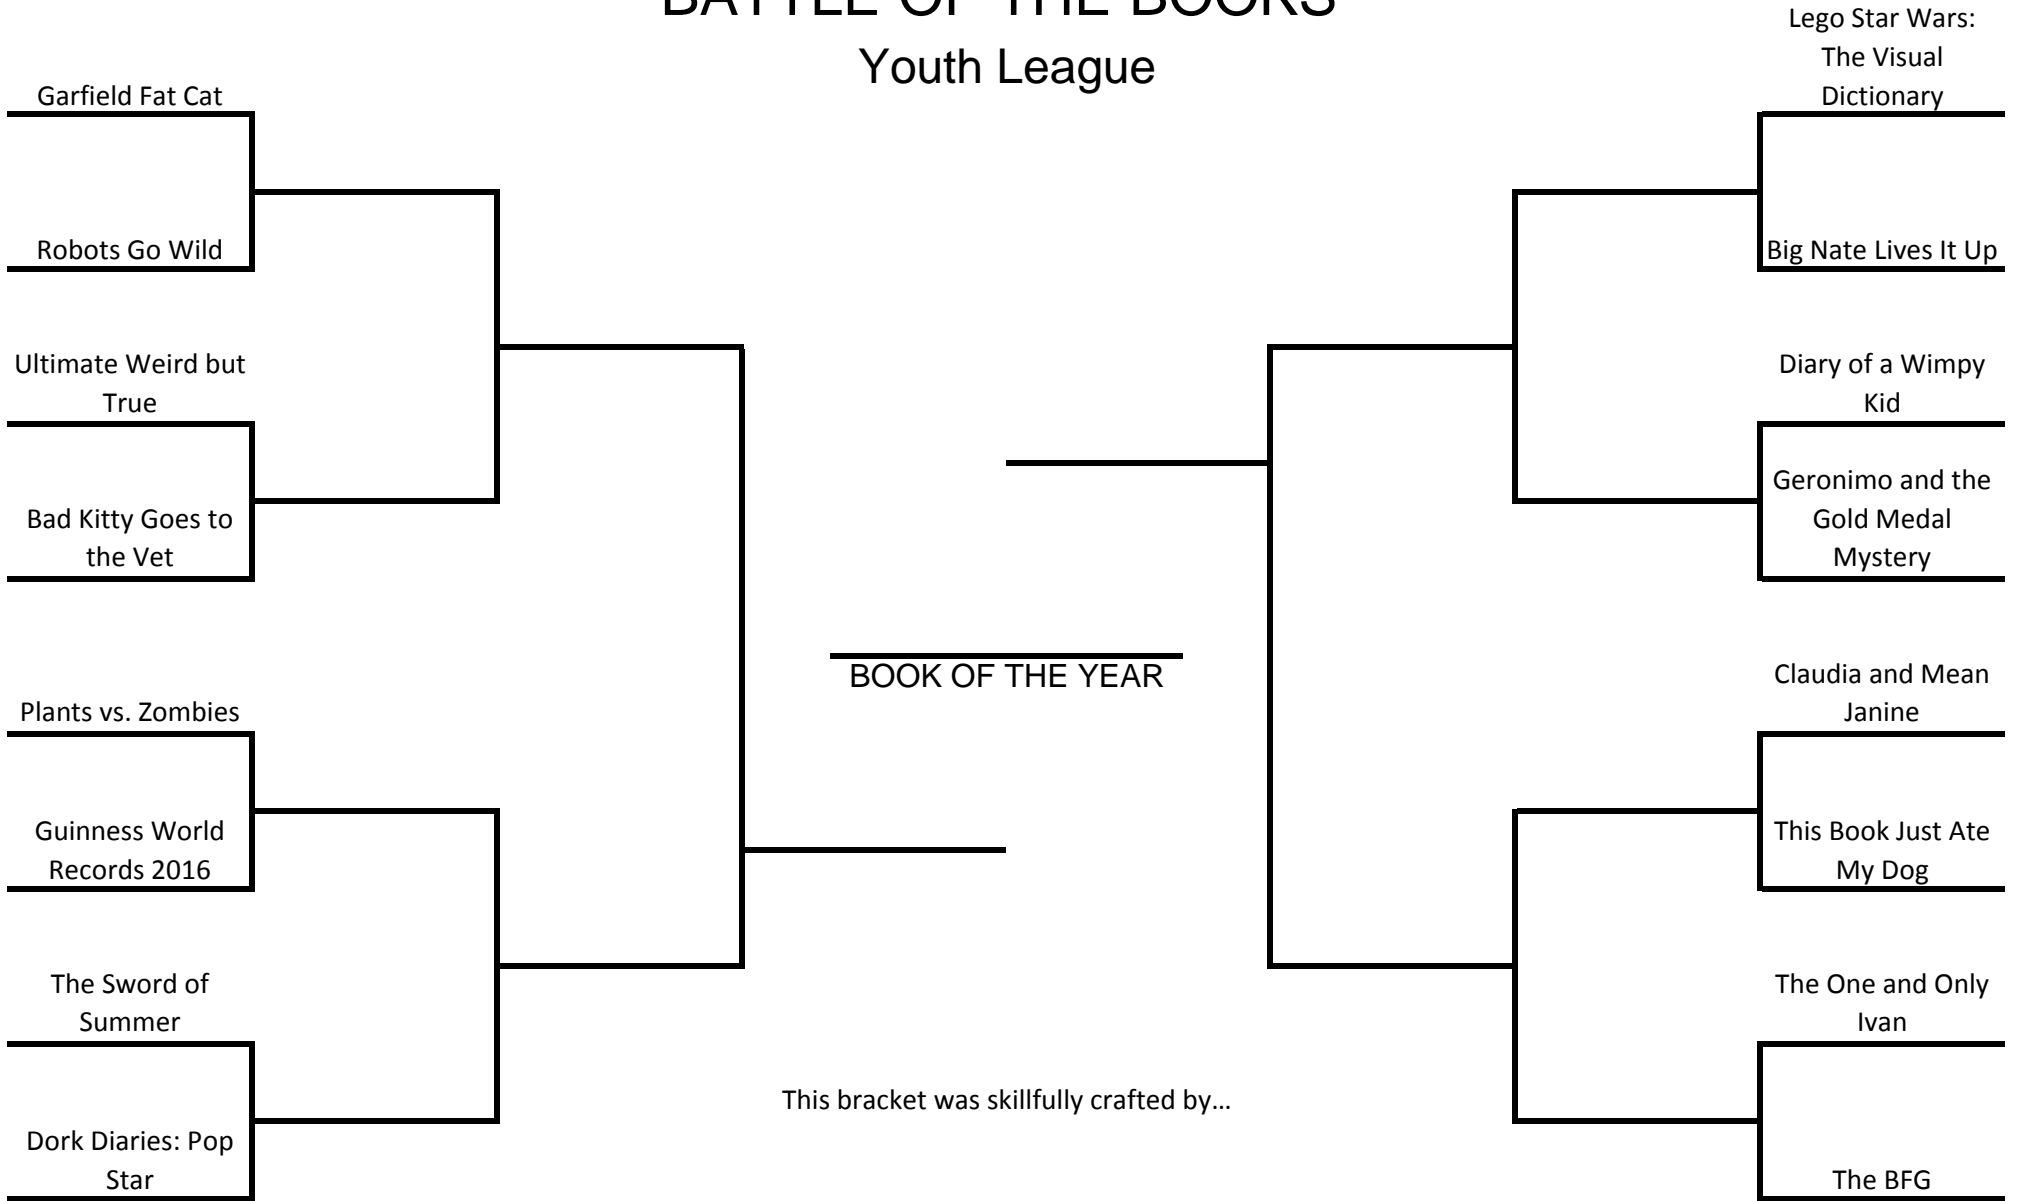 BATTLE OF THE BOOKS
Youth League
Garfield Fat Cat
Robots Go Wild
Ultimate Weird but
True
Bad Kitty Goes to
the Vet
Plants vs. Zombies
Guinness World
Records 2016
The Sword of
Summer
Dork Diaries: Pop
Star
BOOK OF THE YEAR
This bracket was skillfully crafted by…
Lego Star Wars:
The Visual
Dictionary
Big Nate Lives It Up
Diary of a Wimpy
Kid
Geronimo and the
Gold Medal
Mystery
Claudia and Mean
Janine
This Book Just Ate
My Dog
The One and Only
Ivan
The BFG